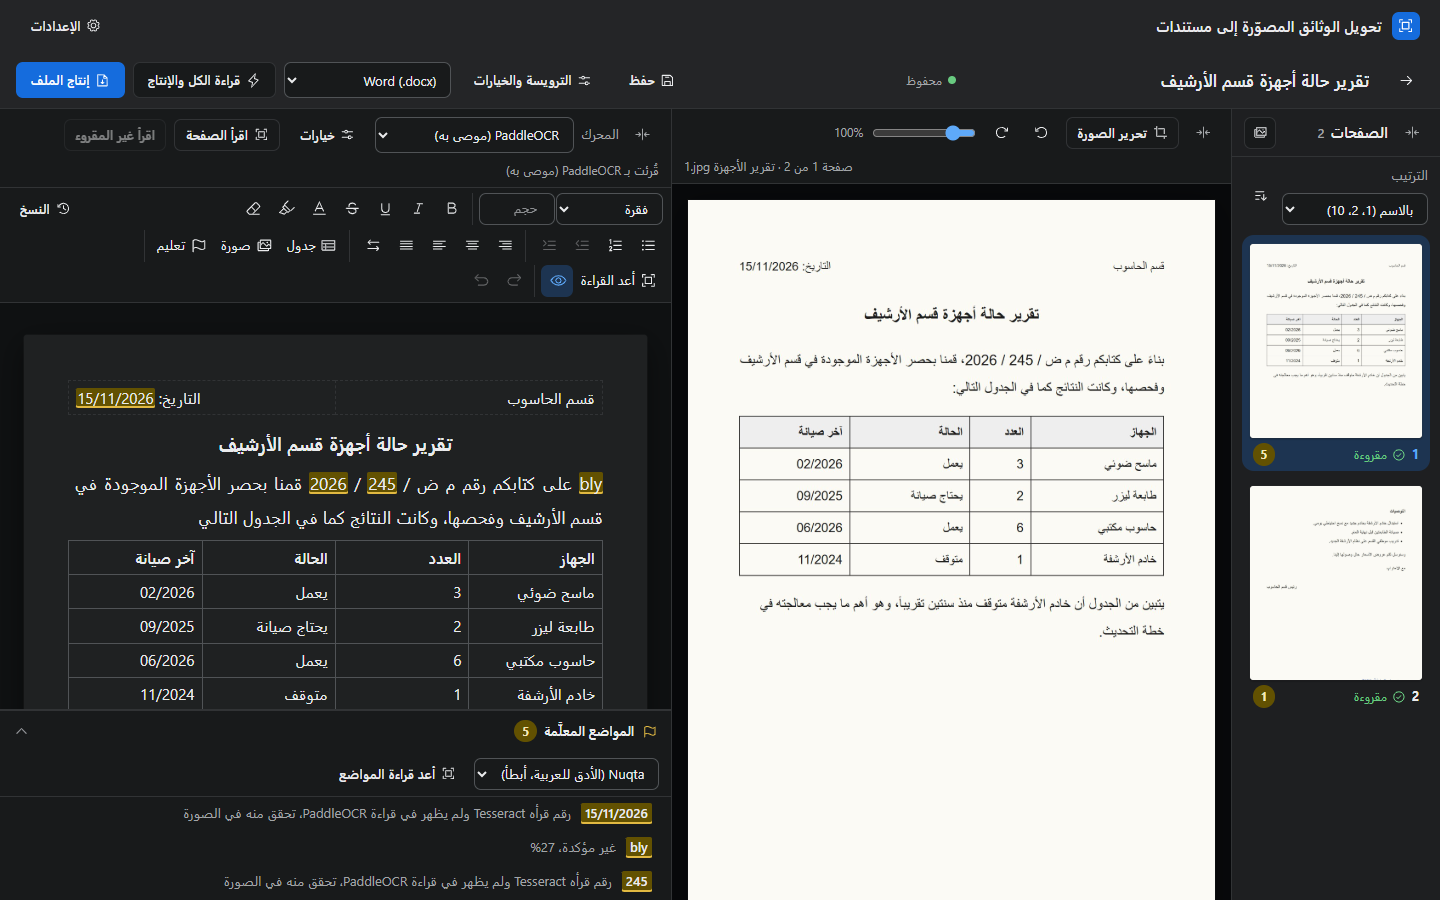 تحويل الوثائق المصوّرة إلى مستندات
الإعدادات
تقرير حالة أجهزة قسم الأرشيف
محفوظ
حفظ
الترويسة والخيارات
Word (.docx)
قراءة الكل والإنتاج
إنتاج الملف
الصفحات 2
الترتيب
بالاسم (1، 2، 10)
5
مقروءة
1
1
مقروءة
2
تحرير الصورة
100%
صفحة 1 من 2 · تقرير الأجهزة 1.jpg
قسم الحاسوب
التاريخ: 15/11/2026
تقرير حالة أجهزة قسم الأرشيف
بناءً على كتابكم رقم م ض / 245 / 2026، قمنا بحصر الأجهزة الموجودة في قسم الأرشيف
وفحصها، وكانت النتائج كما في الجدول التالي:
الجهاز العدد الحالة آخر صيانة
ماسح ضوئي 3 يعمل 02/2026
طابعة ليزر 2 يحتاج صيانة 09/2025
حاسوب مكتبي 6 يعمل 06/2026
خادم الأرشفة 1 متوقف 11/2024
يتبين من الجدول أن خادم الأرشفة متوقف منذ سنتين تقريباً، وهو أهم ما يجب معالجته في
خطة التحديث.
المحرك
PaddleOCR (موصى به)
خيارات
اقرأ الصفحة
اقرأ غير المقروء
قُرئت بـ PaddleOCR (موصى به)
فقرة
حجم
B I U S A
النسخ
جدول
صورة
تعليم
أعد القراءة
قسم الحاسوب
التاريخ: 15/11/2026
تقرير حالة أجهزة قسم الأرشيف
bly على كتابكم رقم م ض / 245 / 2026 قمنا بحصر الأجهزة الموجودة في
قسم الأرشيف وفحصها، وكانت النتائج كما في الجدول التالي
الجهاز العدد الحالة آخر صيانة
ماسح ضوئي 3 يعمل 02/2026
طابعة ليزر 2 يحتاج صيانة 09/2025
حاسوب مكتبي 6 يعمل 06/2026
خادم الأرشفة 1 متوقف 11/2024
المواضع المعلَّمة 5
Nuqta (الأدق للعربية، أبطأ)
أعد قراءة المواضع
15/11/2026 رقم قرأه Tesseract ولم يظهر في قراءة PaddleOCR، تحقق منه في الصورة
bly غير مؤكدة، 27%
245 رقم قرأه Tesseract ولم يظهر في قراءة PaddleOCR، تحقق منه في الصورة